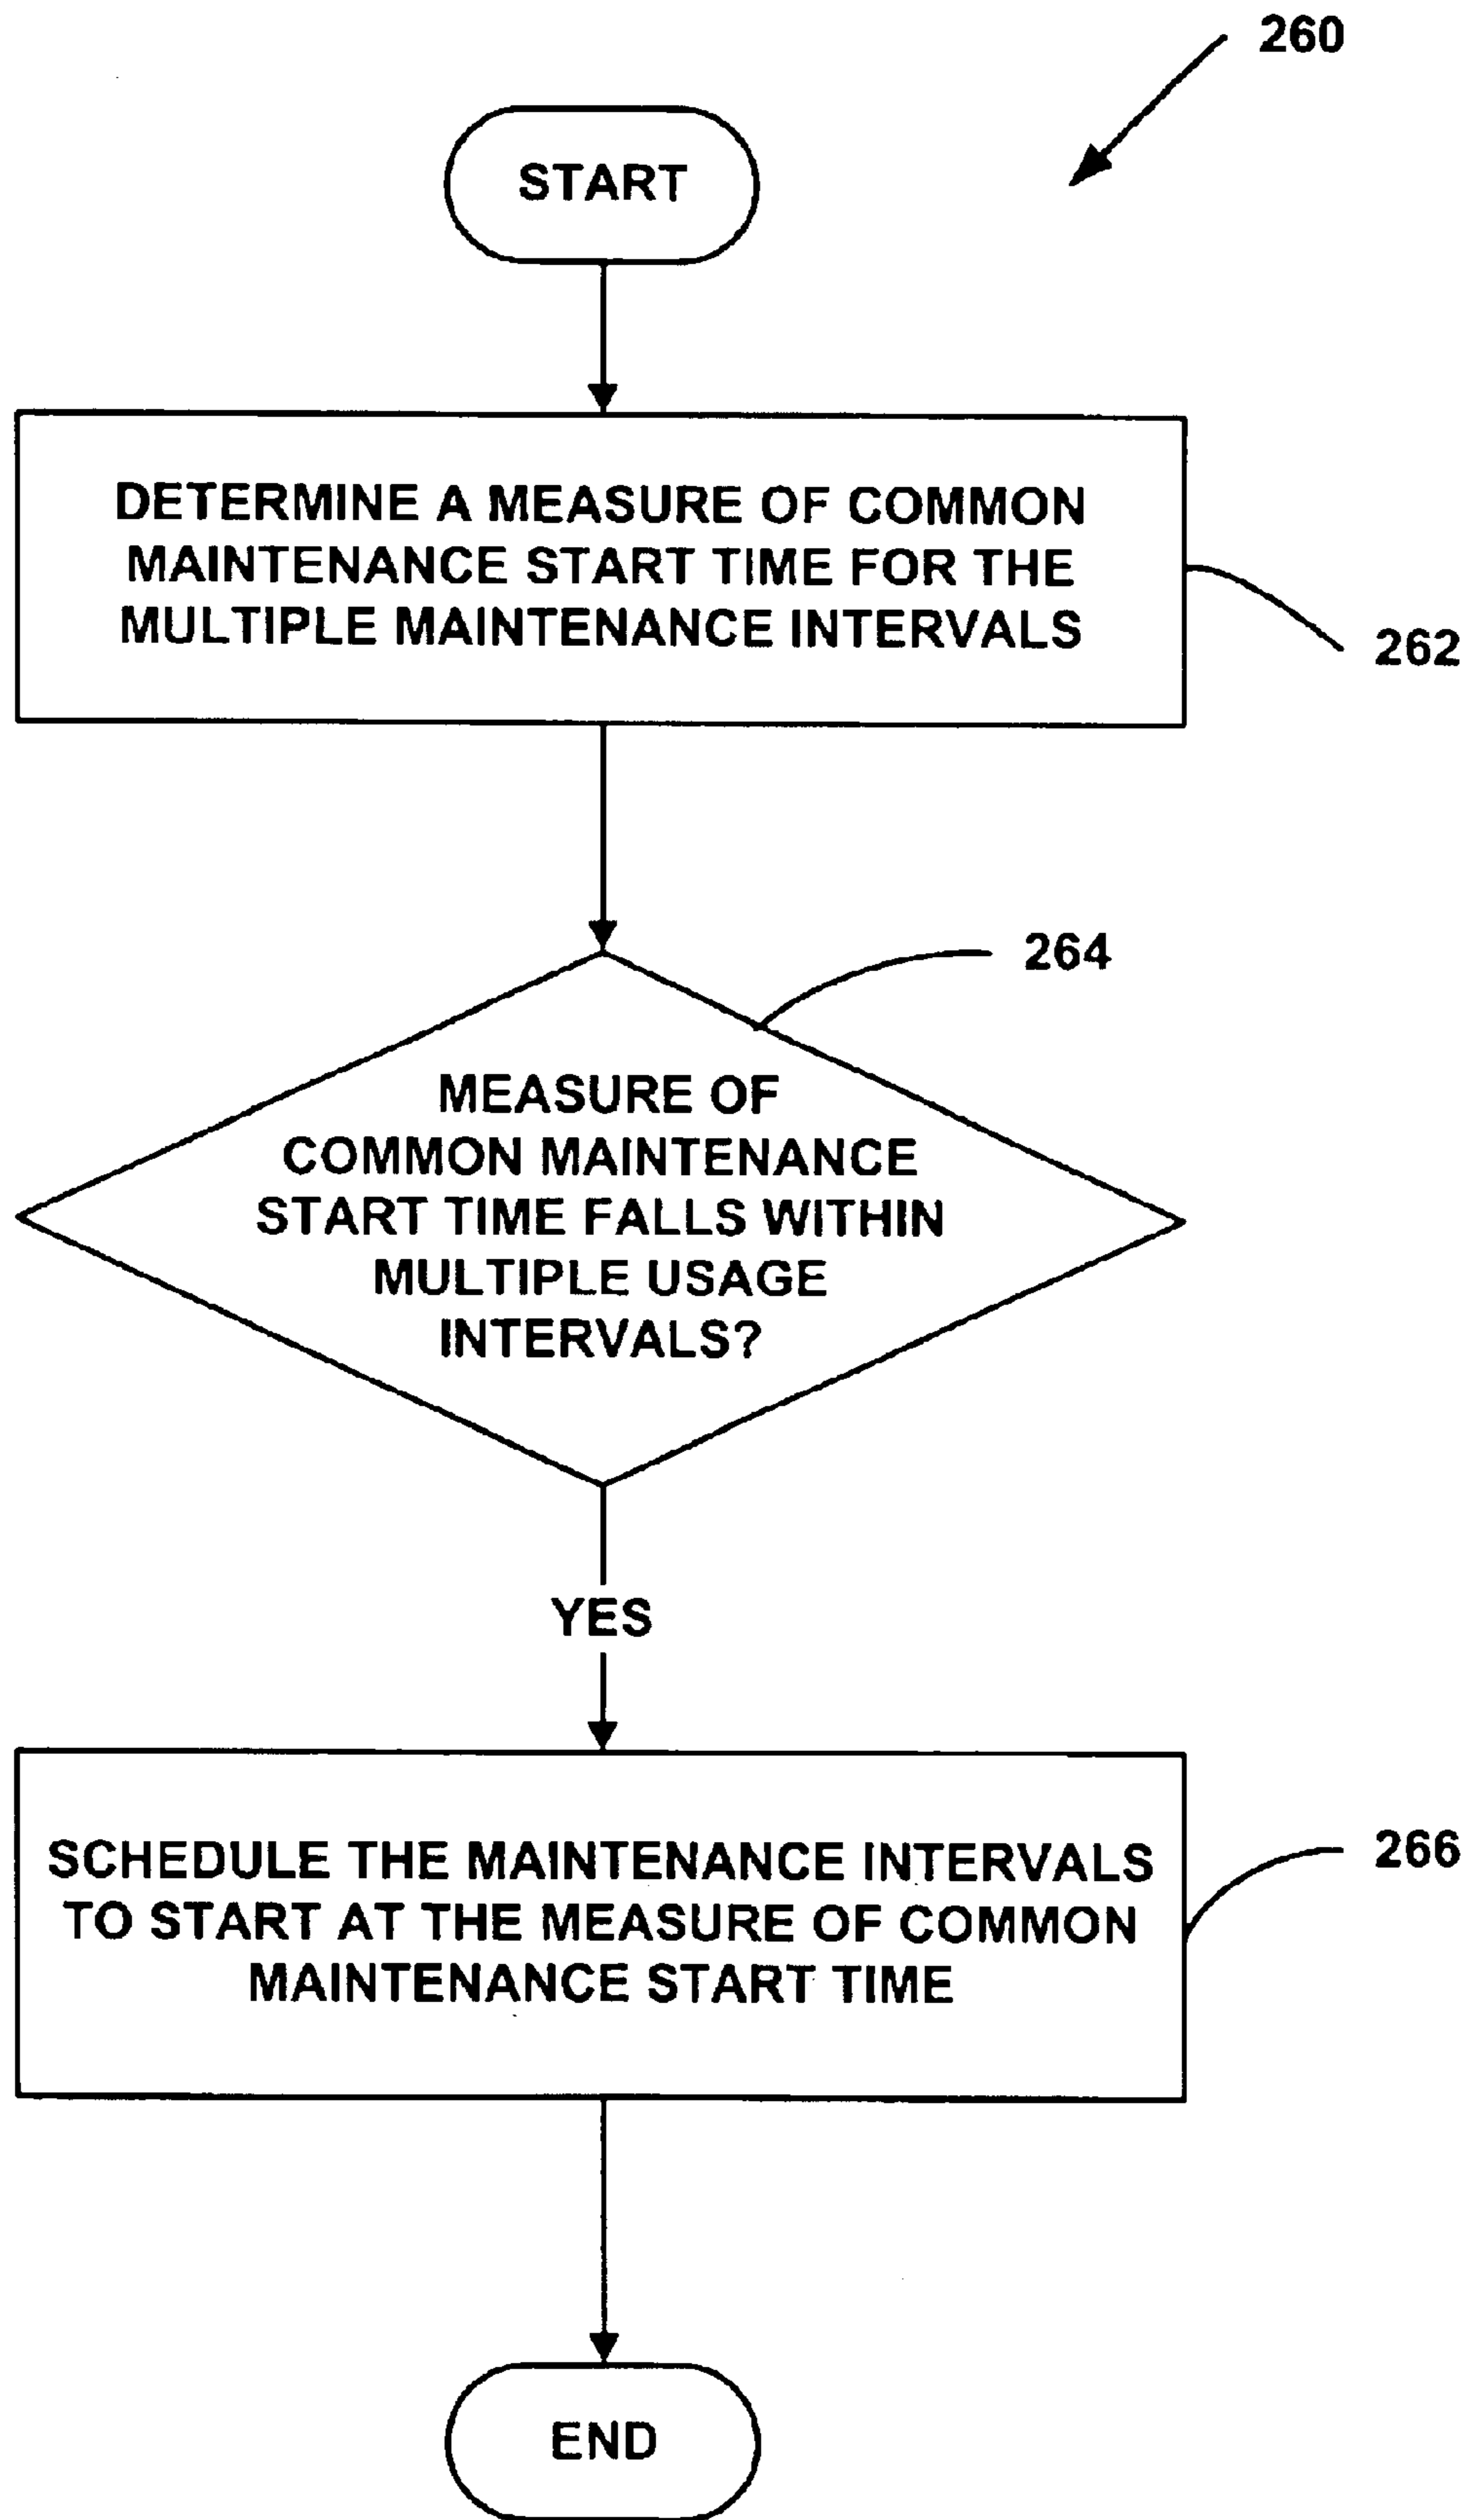 260
START
DETERMINE A MEASURE OF COMMON
MAINTENANCE START TIME FOR THE
MULTIPLE MAINTENANCE INTERVALS
262
264
MEASURE OF
COMMON MAINTENANCE
START TIME FALLS WITHIN
MULTIPLE USAGE
INTERVALS?
YES
SCHEDULE THE MAINTENANCE INTERVALS
TO START AT THE MEASURE OF COMMON
MAINTENANCE START TIME
266
END